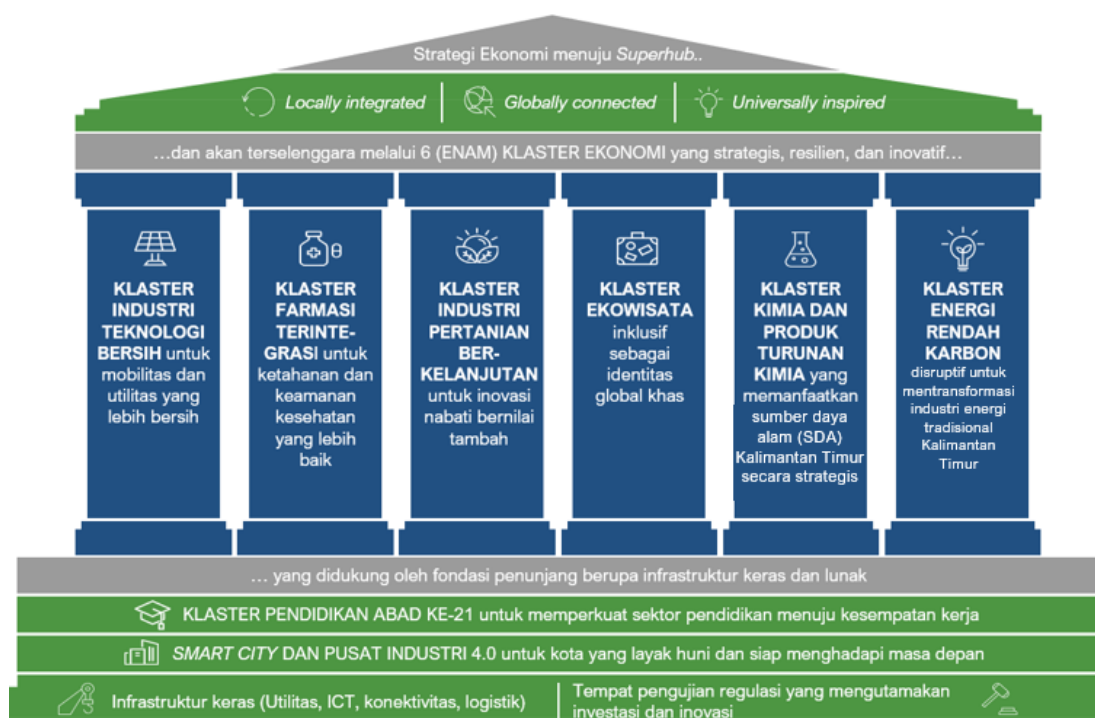 Strategi Ekonomi menuju Superhub..
Locally integrated
Globally connected
Universally inspired
…dan akan terselenggara melalui 6 (ENAM) KLASTER EKONOMI yang strategis, resilien, dan inovatif…
KLASTER
INDUSTRI
TEKNOLOGI
BERSIH untuk
mobilitas dan
utilitas yang
lebih bersih
KLASTER
FARMASI
TERINTE-
GRASI untuk
ketahanan dan
keamanan
kesehatan
yang lebih
baik
KLASTER
INDUSTRI
PERTANIAN
BER-
KELANJUTAN
untuk inovasi
nabati bernilai
tambah
KLASTER
EKOWISATA
inklusif
sebagai
identitas
global khas
KLASTER
KIMIA DAN
PRODUK
TURUNAN
KIMIA yang
memanfaatkan
sumber daya
alam (SDA)
Kalimantan Timur
secara strategis
KLASTER
ENERGI
RENDAH
KARBON
disruptif untuk
mentransformasi
industri energi
tradisional
Kalimantan
Timur
… yang didukung oleh fondasi penunjang berupa infrastruktur keras dan lunak
KLASTER PENDIDIKAN ABAD KE-21 untuk memperkuat sektor pendidikan menuju kesempatan kerja
SMART CITY DAN PUSAT INDUSTRI 4.0 untuk kota yang layak huni dan siap menghadapi masa depan
Infrastruktur keras (Utilitas, ICT, konektivitas, logistik)
Tempat pengujian regulasi yang mengutamakan
investasi dan inovasi